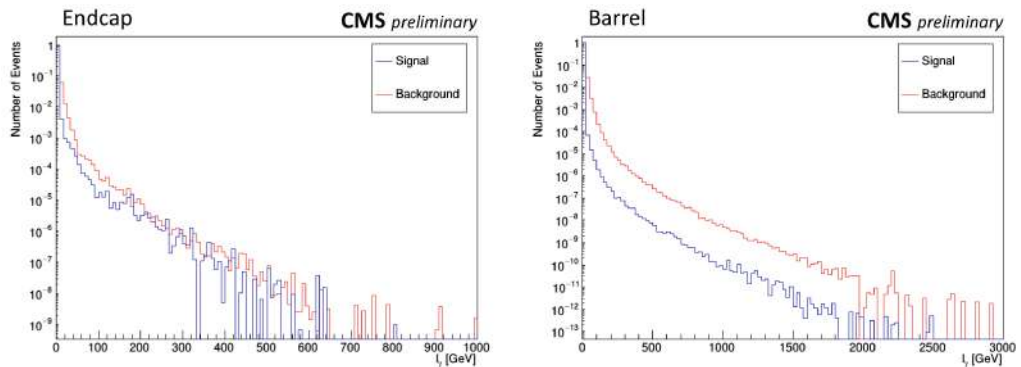 Endcap
CMS preliminary
Number of Events
1
10⁻¹
10⁻²
10⁻³
10⁻⁴
10⁻⁵
10⁻⁶
10⁻⁷
10⁻⁸
10⁻⁹
Signal
Background
0 100 200 300 400 500 600 700 800 900 1000
Iγ [GeV]
Barrel
CMS preliminary
Number of Events
1
10⁻¹
10⁻²
10⁻³
10⁻⁴
10⁻⁵
10⁻⁶
10⁻⁷
10⁻⁸
10⁻⁹
10⁻¹⁰
10⁻¹¹
10⁻¹²
10⁻¹³
Signal
Background
0 500 1000 1500 2000 2500 3000
Iγ [GeV]